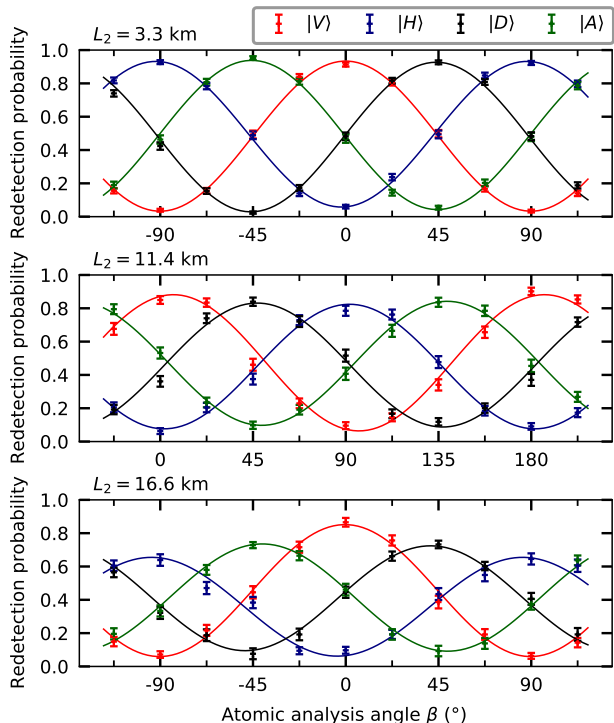 |V⟩ |H⟩ |D⟩ |A⟩
L₂ = 3.3 km
Redetection probability
1.0
0.8
0.6
0.4
0.2
0.0
-90 -45 0 45 90
L₂ = 11.4 km
Redetection probability
1.0
0.8
0.6
0.4
0.2
0.0
0 45 90 135 180
L₂ = 16.6 km
Redetection probability
1.0
0.8
0.6
0.4
0.2
0.0
-90 -45 0 45 90
Atomic analysis angle β (°)